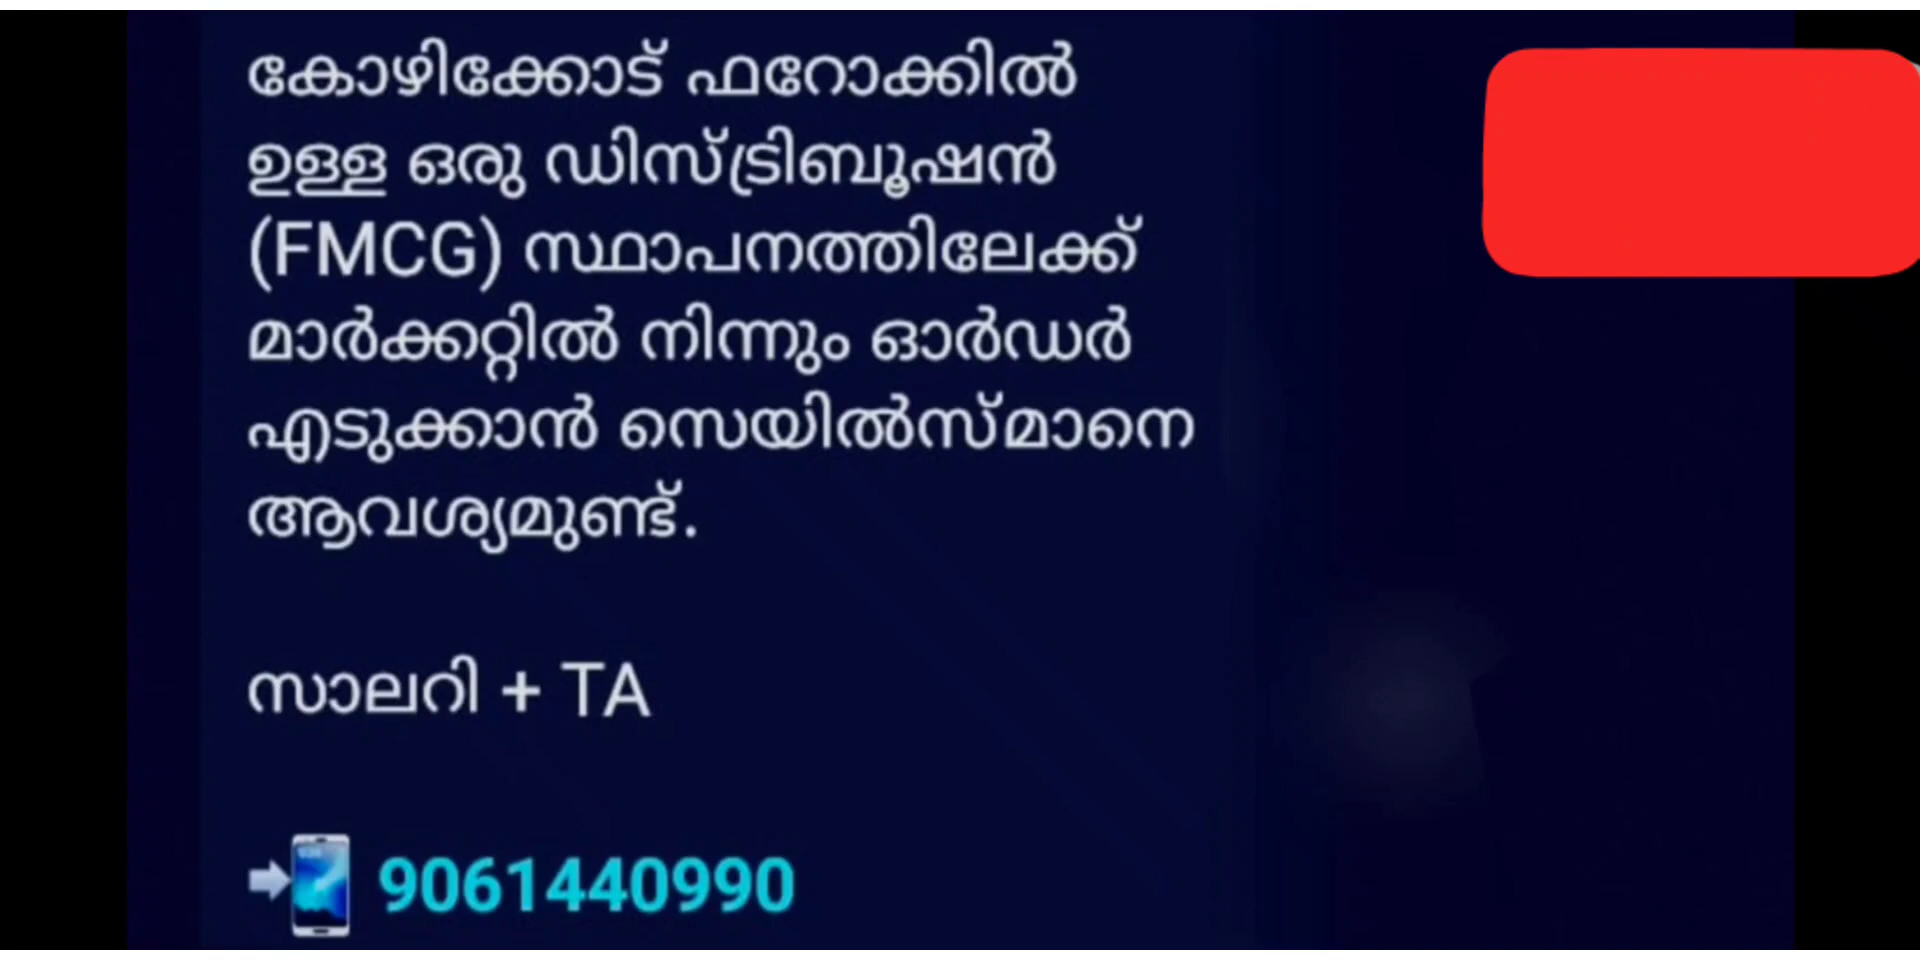 കോഴിക്കോട് ഫറോക്കിൽ
ഉള്ള ഒരു ഡിസ്ട്രിബൂഷൻ
(FMCG) സ്ഥാപനത്തിലേക്ക്
മാർക്കറ്റിൽ നിന്നും ഓർഡർ
എടുക്കാൻ സെയിൽസ്മാനെ
ആവശ്യമുണ്ട്.
സാലറി + TA
9061440990